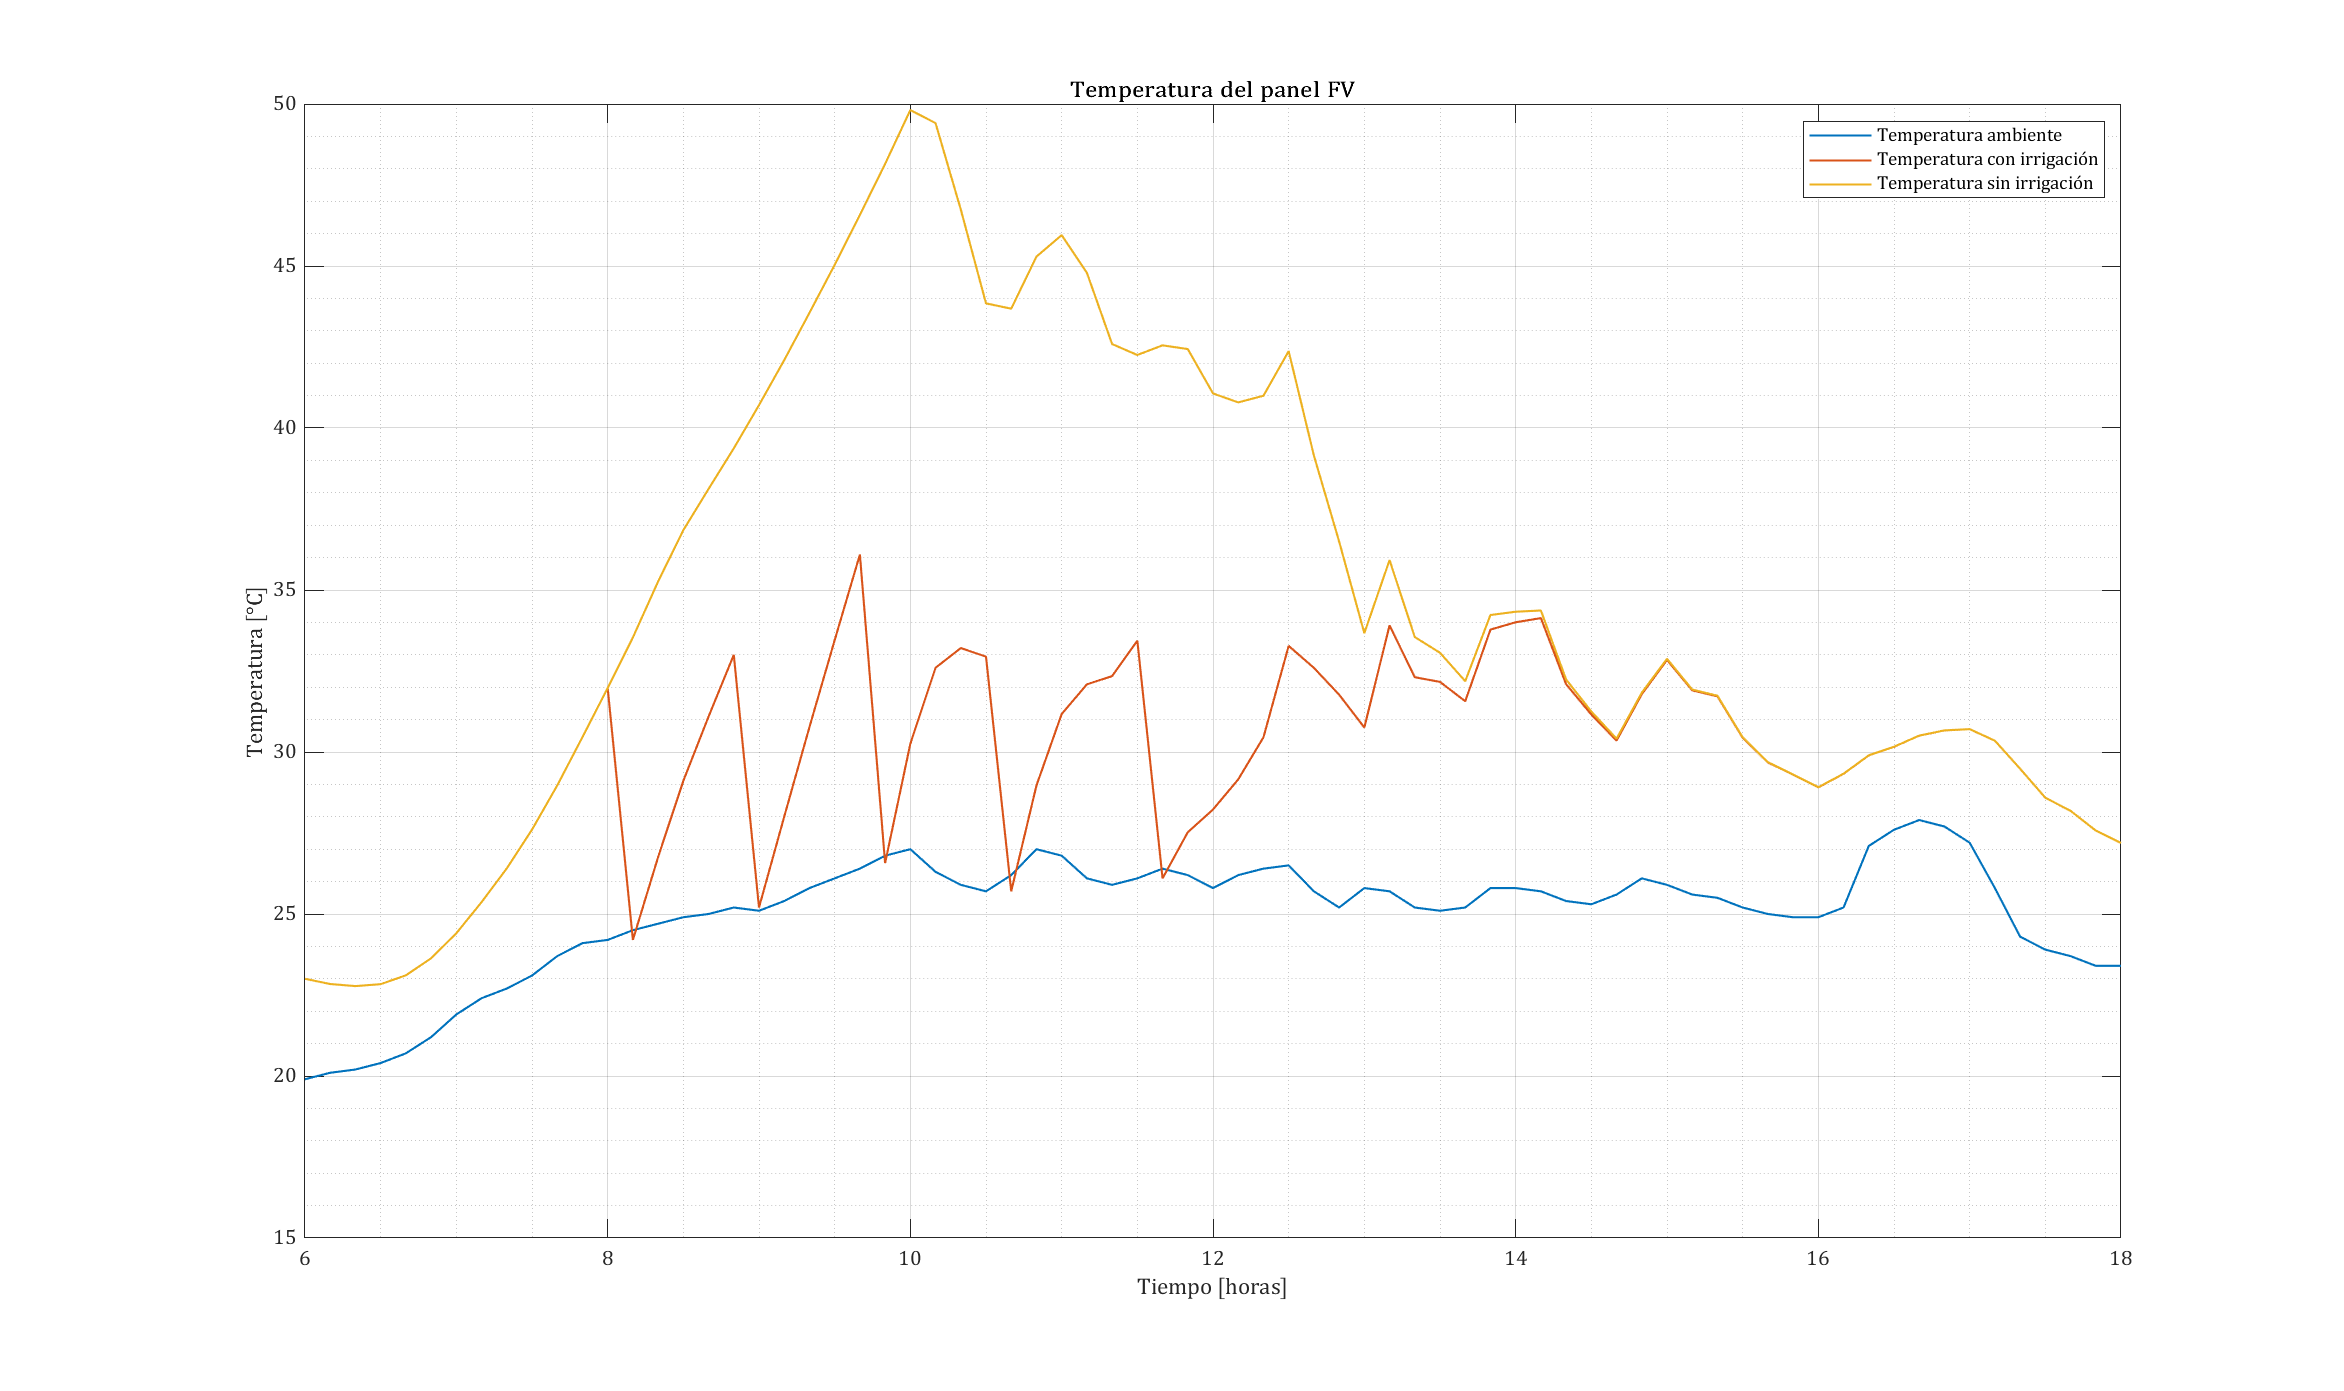 Temperatura del panel FV
Temperatura ambiente
Temperatura con irrigación
Temperatura sin irrigación
50
45
40
35
30
25
20
15
Temperatura [°C]
6 8 10 12 14 16 18
Tiempo [horas]